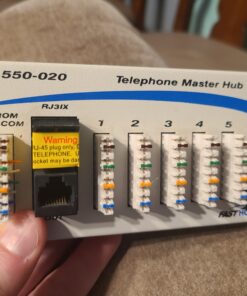 550-020
Telephone Master Hub
RJ31X
ROM
COM
Warning
RJ-45 plug only, D
TELEPHONE. U
socket may be da
1
2
3
4
5
FAST